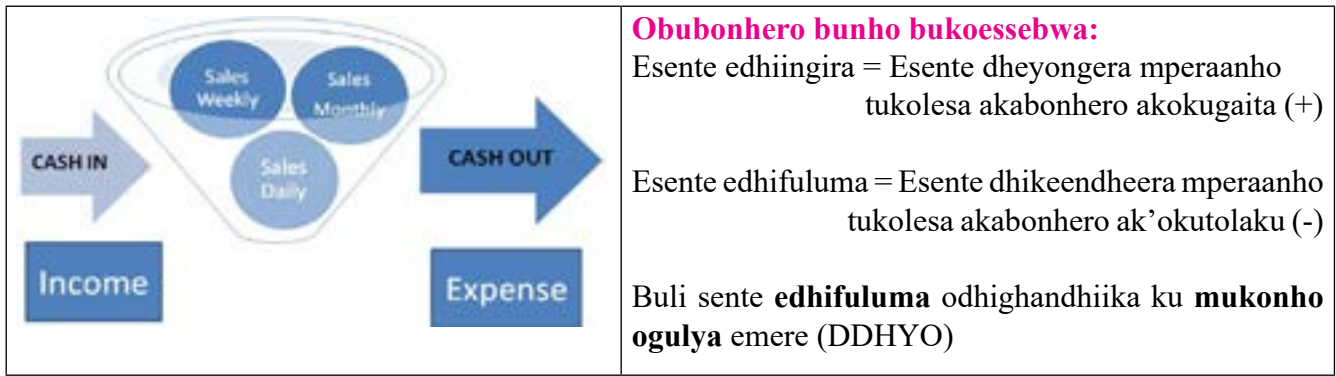 Sales
Weekly
Sales
Monthly
CASH IN
Sales
Daily
CASH OUT
Income
Expense
Obubonhero bunho bukoessebwa:
Esente edhiingira = Esente dheyongera mperaanho
tukolesa akabonhero akokugaita (+)
Esente edhifuluma = Esente dhikeendheera mperaanho
tukolesa akabonhero ak’okutolaku (-)
Buli sente edhifuluma odhighandhiika ku mukonho
ogulya emere (DDHYO)